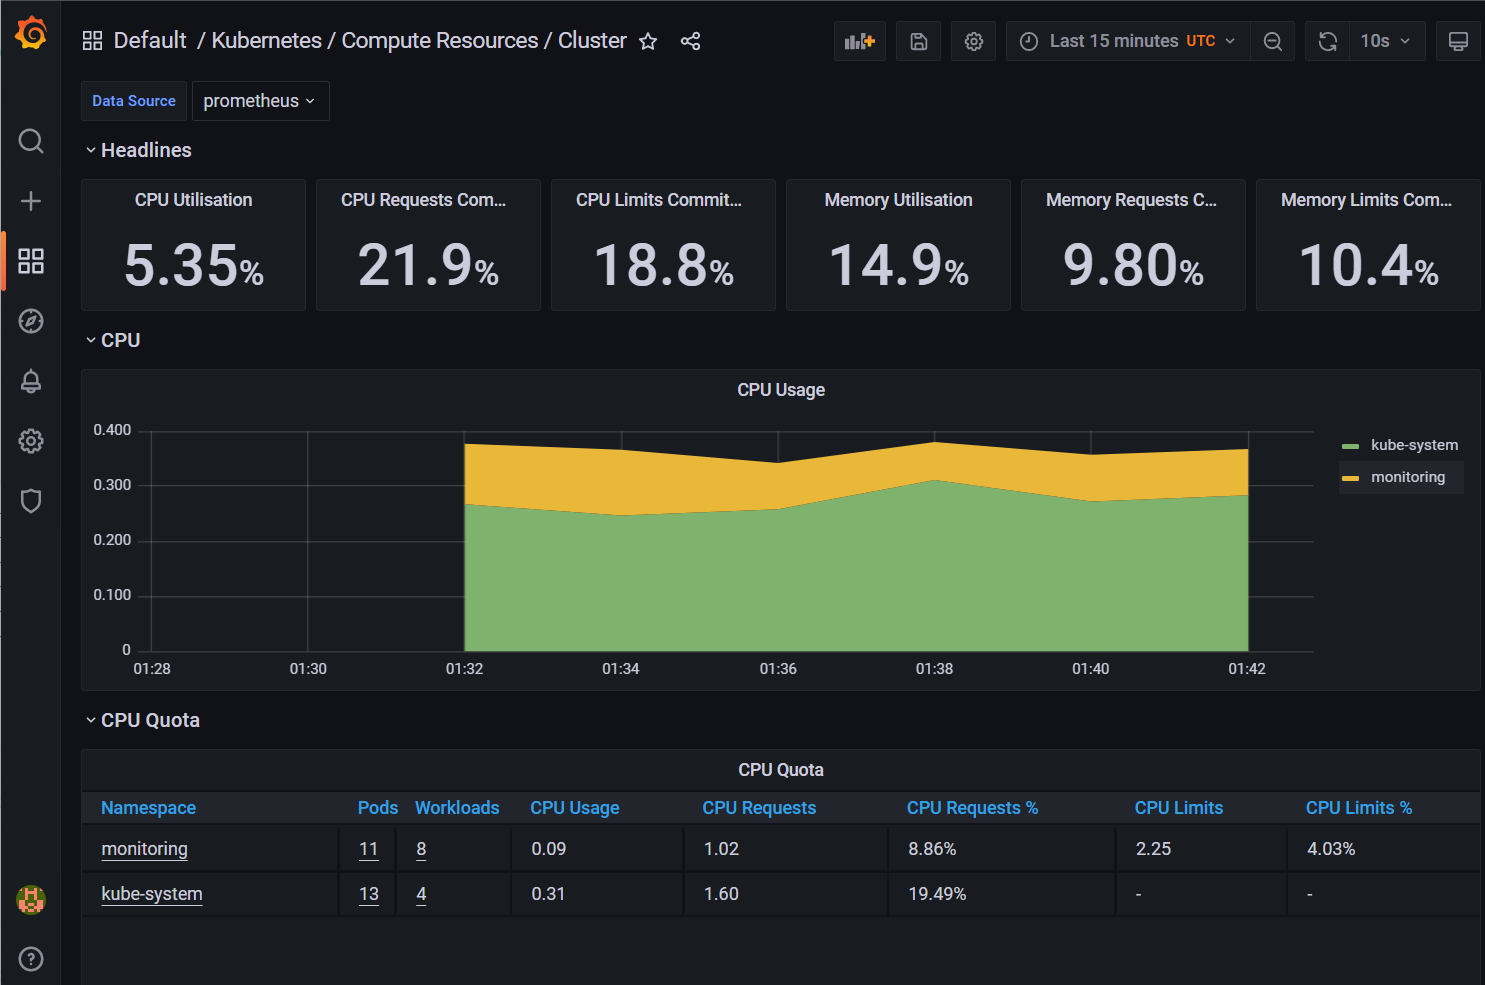 Default / Kubernetes / Compute Resources / Cluster
Last 15 minutes UTC
10s
Data Source prometheus
Headlines
CPU Utilisation
5.35%
CPU Requests Com...
21.9%
CPU Limits Commit...
18.8%
Memory Utilisation
14.9%
Memory Requests C...
9.80%
Memory Limits Com...
10.4%
CPU
CPU Usage
0.400
0.300
0.200
0.100
0
01:28 01:30 01:32 01:34 01:36 01:38 01:40 01:42
kube-system
monitoring
CPU Quota
CPU Quota
Namespace Pods Workloads CPU Usage CPU Requests CPU Requests % CPU Limits CPU Limits %
monitoring 11 8 0.09 1.02 8.86% 2.25 4.03%
kube-system 13 4 0.31 1.60 19.49% - -